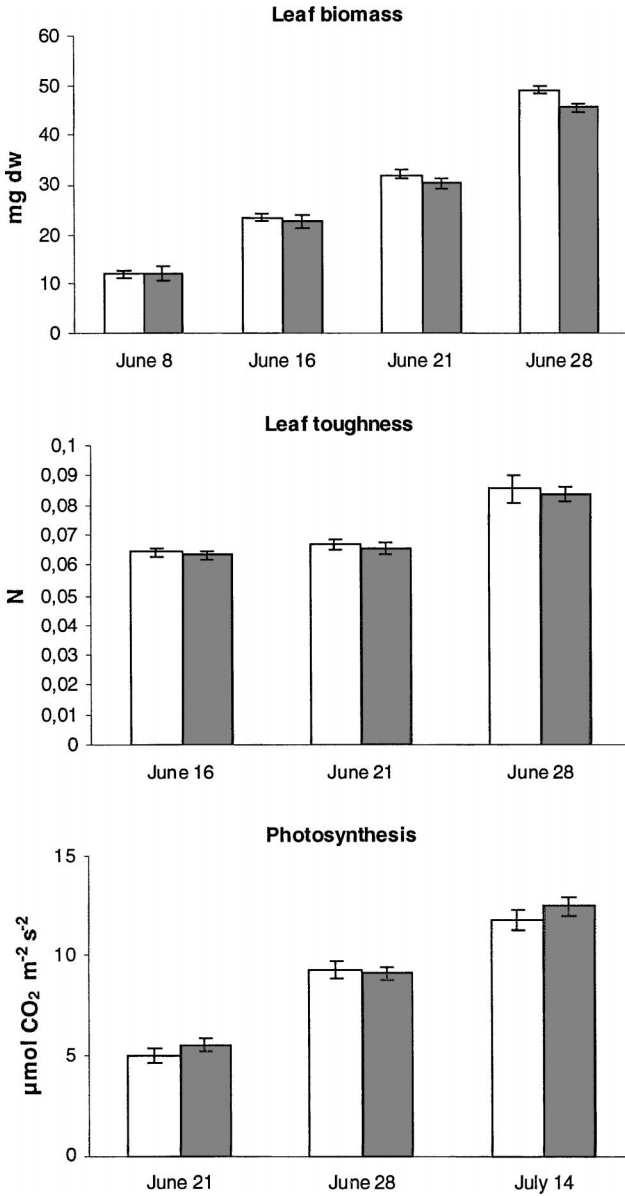 Leaf biomass
60
50
40
30
20
10
0
mg dw
June 8 June 16 June 21 June 28
Leaf toughness
0,1
0,09
0,08
0,07
0,06
0,05
0,04
0,03
0,02
0,01
0
N
June 16 June 21 June 28
Photosynthesis
15
10
5
0
µmol CO₂ m⁻² s⁻²
June 21 June 28 July 14